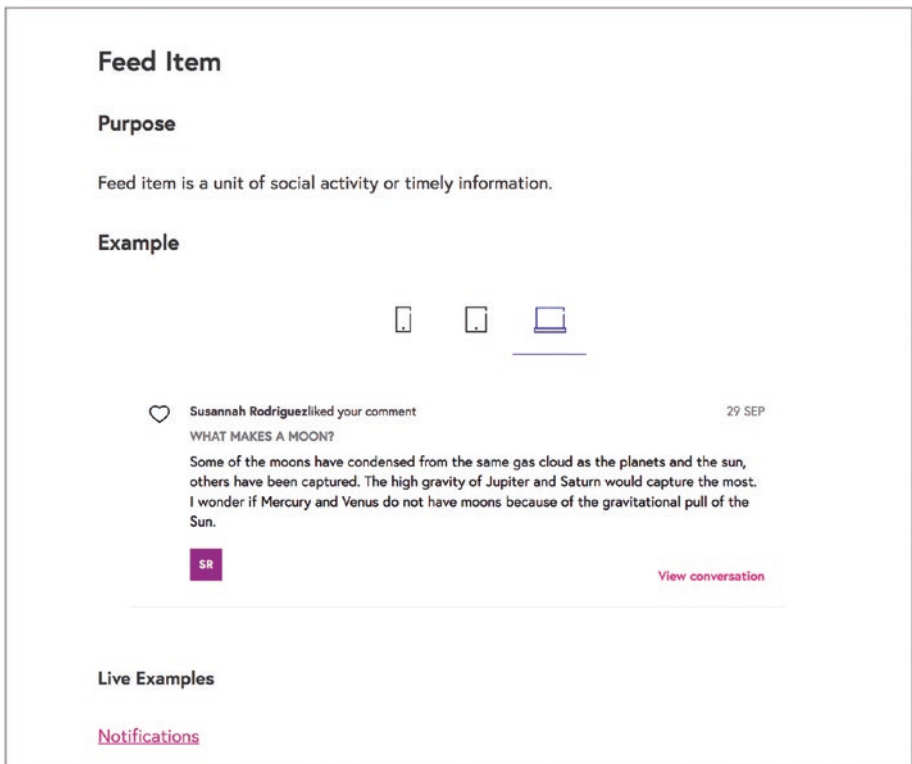 Feed Item
Purpose
Feed item is a unit of social activity or timely information.
Example
Susannah Rodriguezliked your comment 29 SEP
WHAT MAKES A MOON?
Some of the moons have condensed from the same gas cloud as the planets and the sun,
others have been captured. The high gravity of Jupiter and Saturn would capture the most.
I wonder if Mercury and Venus do not have moons because of the gravitational pull of the
Sun.
SR
View conversation
Live Examples
Notifications